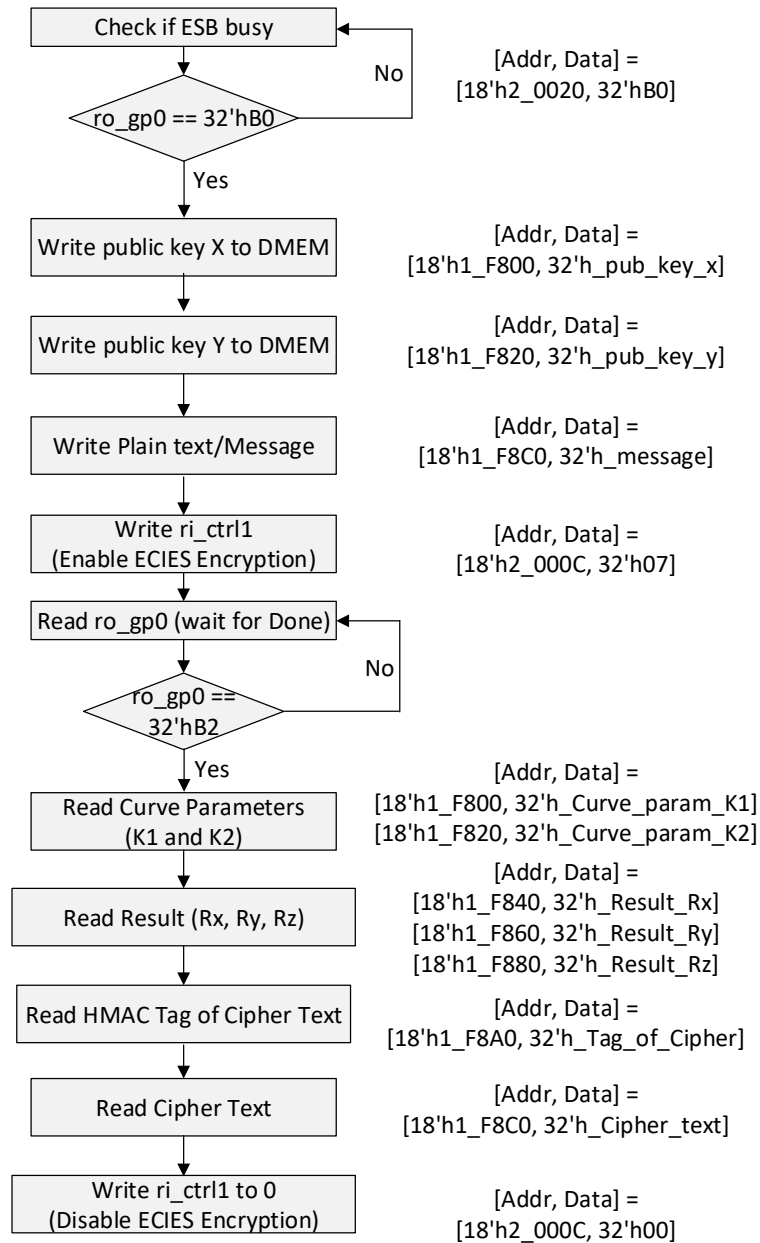 Check if ESB busy
No
[Addr, Data] =
[18'h2_0020, 32'hB0]
ro_gp0 == 32'hB0
Yes
Write public key X to DMEM
[Addr, Data] =
[18'h1_F800, 32'h_pub_key_x]
Write public key Y to DMEM
[Addr, Data] =
[18'h1_F820, 32'h_pub_key_y]
Write Plain text/Message
[Addr, Data] =
[18'h1_F8C0, 32'h_message]
Write ri_ctrl1
(Enable ECIES Encryption)
[Addr, Data] =
[18'h2_000C, 32'h07]
Read ro_gp0 (wait for Done)
No
ro_gp0 ==
32'hB2
Yes
Read Curve Parameters
(K1 and K2)
[Addr, Data] =
[18'h1_F800, 32'h_Curve_param_K1]
[18'h1_F820, 32'h_Curve_param_K2]
Read Result (Rx, Ry, Rz)
[Addr, Data] =
[18'h1_F840, 32'h_Result_Rx]
[18'h1_F860, 32'h_Result_Ry]
[18'h1_F880, 32'h_Result_Rz]
Read HMAC Tag of Cipher Text
[Addr, Data] =
[18'h1_F8A0, 32'h_Tag_of_Cipher]
Read Cipher Text
[Addr, Data] =
[18'h1_F8C0, 32'h_Cipher_text]
Write ri_ctrl1 to 0
(Disable ECIES Encryption)
[Addr, Data] =
[18'h2_000C, 32'h00]